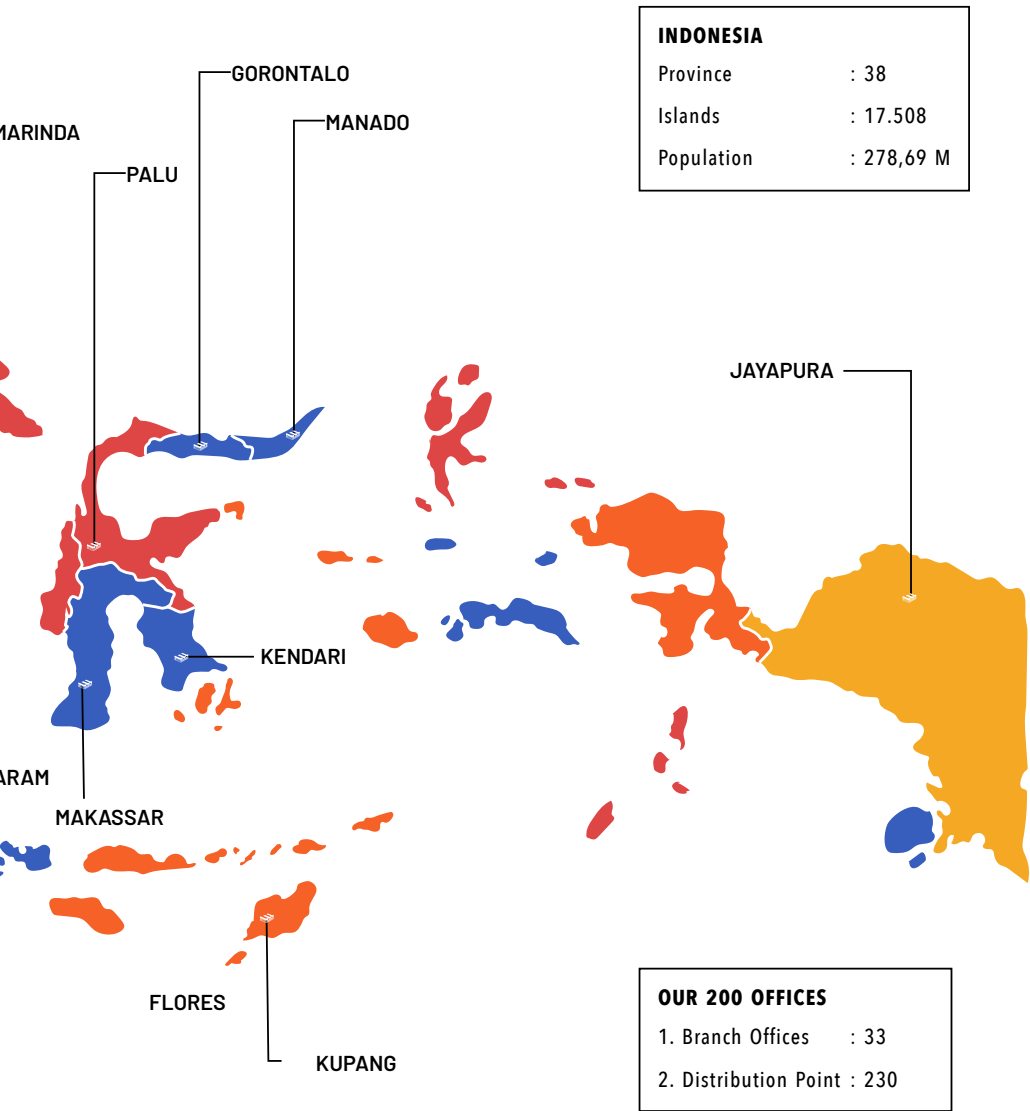 INDONESIA
Province : 38
Islands : 17.508
Population : 278,69 M
GORONTALO
MANADO
MARINDA
PALU
JAYAPURA
KENDARI
ARAM
MAKASSAR
FLORES
KUPANG
OUR 200 OFFICES
1. Branch Offices : 33
2. Distribution Point : 230